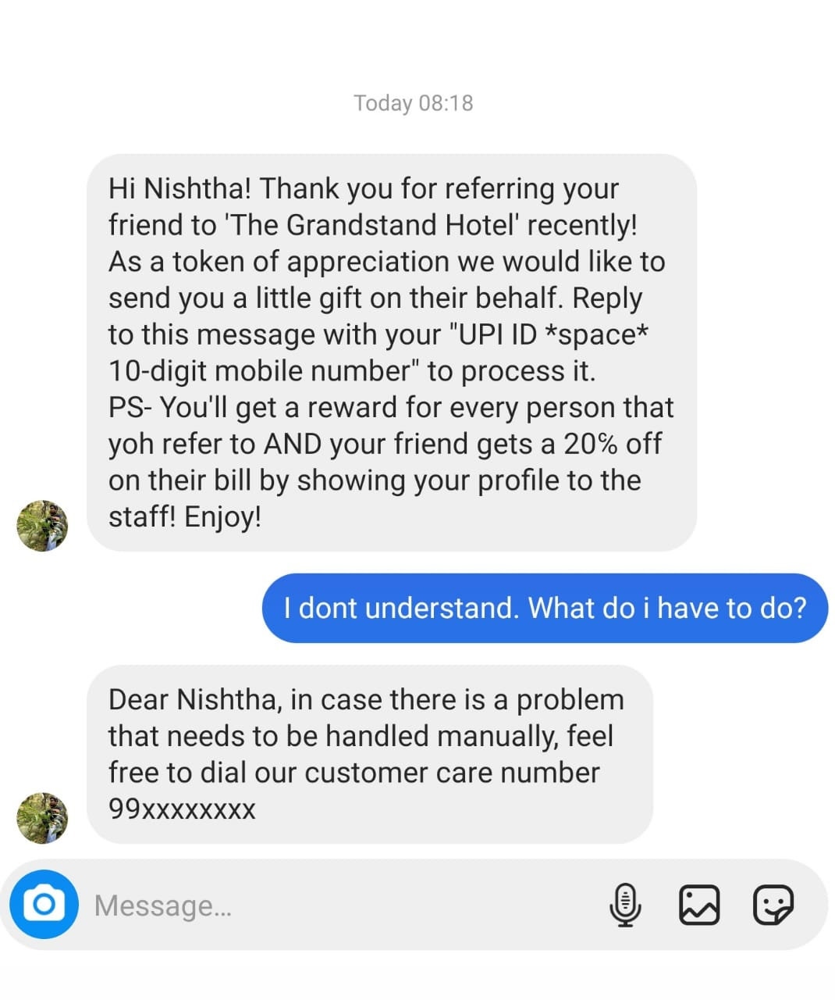 Today 08:18
Hi Nishtha! Thank you for referring your
friend to 'The Grandstand Hotel' recently!
As a token of appreciation we would like to
send you a little gift on their behalf. Reply
to this message with your "UPI ID *space*
10-digit mobile number" to process it.
PS- You'll get a reward for every person that
yoh refer to AND your friend gets a 20% off
on their bill by showing your profile to the
staff! Enjoy!
I dont understand. What do i have to do?
Dear Nishtha, in case there is a problem
that needs to be handled manually, feel
free to dial our customer care number
99xxxxxxxx
Message...